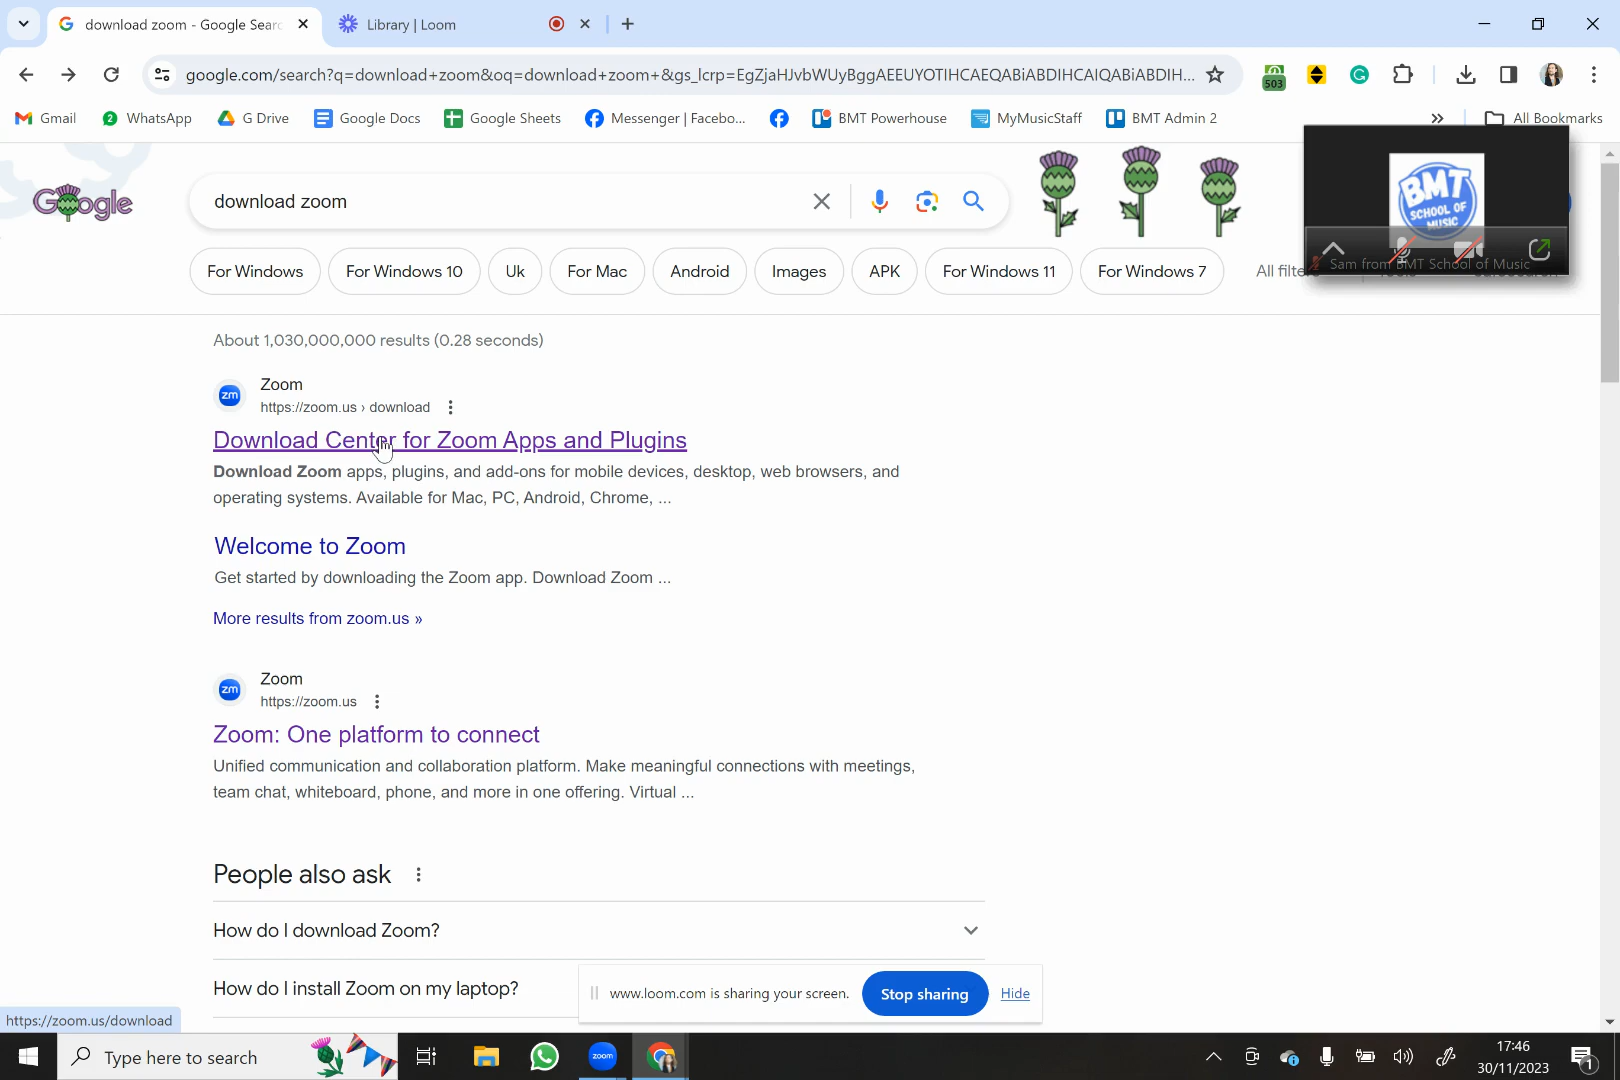 download zoom - Google Searc
Library | Loom
google.com/search?q=download+zoom&oq=download+zoom+&gs_lcrp=EgZjaHJvbWUyBggAEEUYOTIHCAEQABiABDIHCAIQABiABDIH...
503
Gmail
WhatsApp
G Drive
Google Docs
Google Sheets
Messenger | Facebo...
BMT Powerhouse
MyMusicStaff
BMT Admin 2
»
All Bookmarks
Google
download zoom
BMT
SCHOOL OF
MUSIC
Sam from BMT School of Music
For Windows
For Windows 10
Uk
For Mac
Android
Images
APK
For Windows 11
For Windows 7
All filte
About 1,030,000,000 results (0.28 seconds)
zm
Zoom
https://zoom.us › download
Download Center for Zoom Apps and Plugins
Download Zoom apps, plugins, and add-ons for mobile devices, desktop, web browsers, and
operating systems. Available for Mac, PC, Android, Chrome, ...
Welcome to Zoom
Get started by downloading the Zoom app. Download Zoom ...
More results from zoom.us »
zm
Zoom
https://zoom.us
Zoom: One platform to connect
Unified communication and collaboration platform. Make meaningful connections with meetings,
team chat, whiteboard, phone, and more in one offering. Virtual ...
People also ask
How do I download Zoom?
How do I install Zoom on my laptop?
www.loom.com is sharing your screen.
Stop sharing
Hide
https://zoom.us/download
Type here to search
zoom
17:46
30/11/2023
1